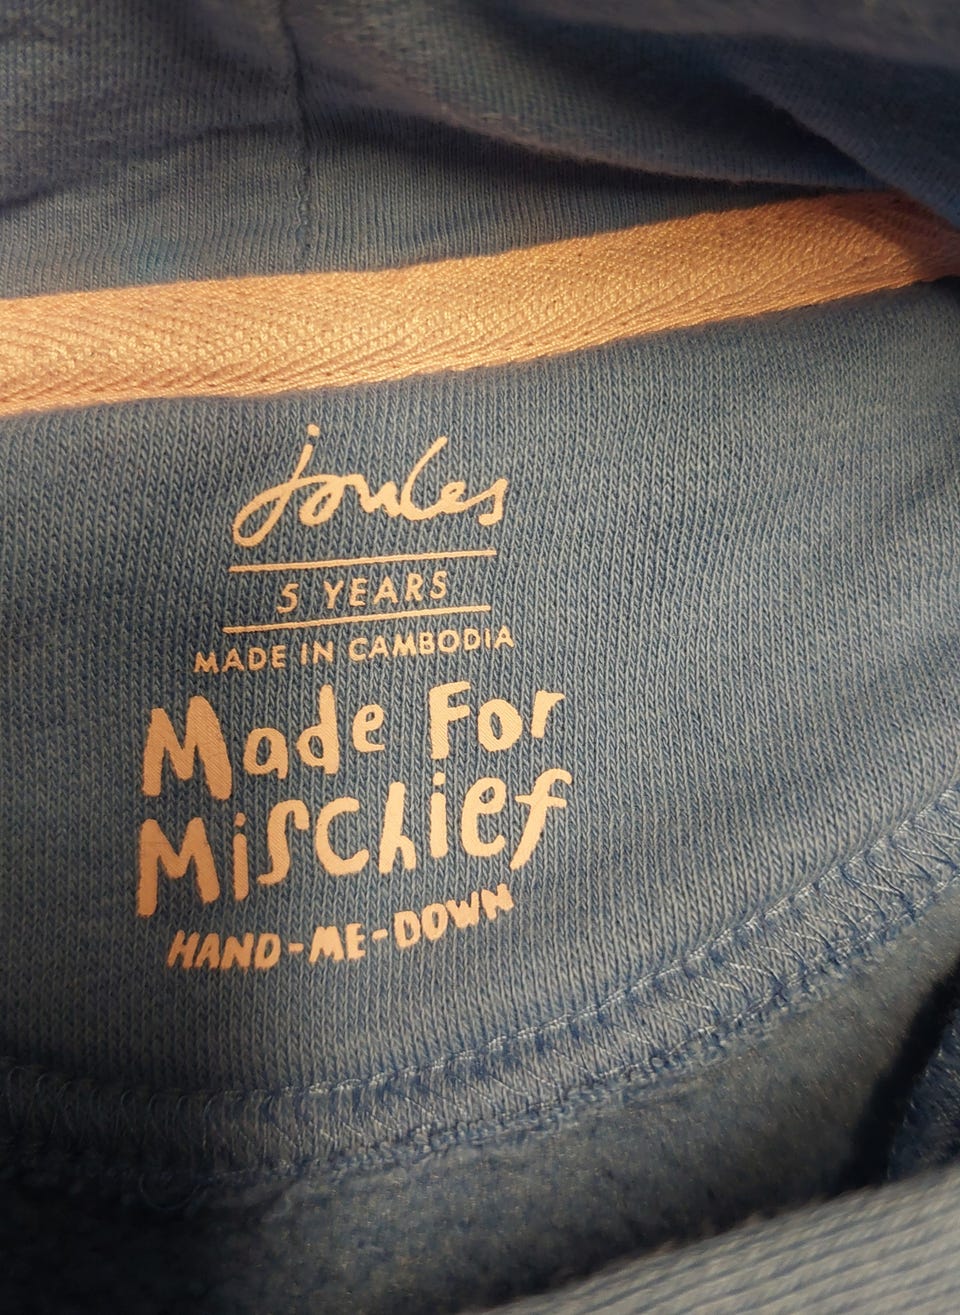 joules
5 YEARS
MADE IN CAMBODIA
Made For
Mischief
HAND-ME-DOWN